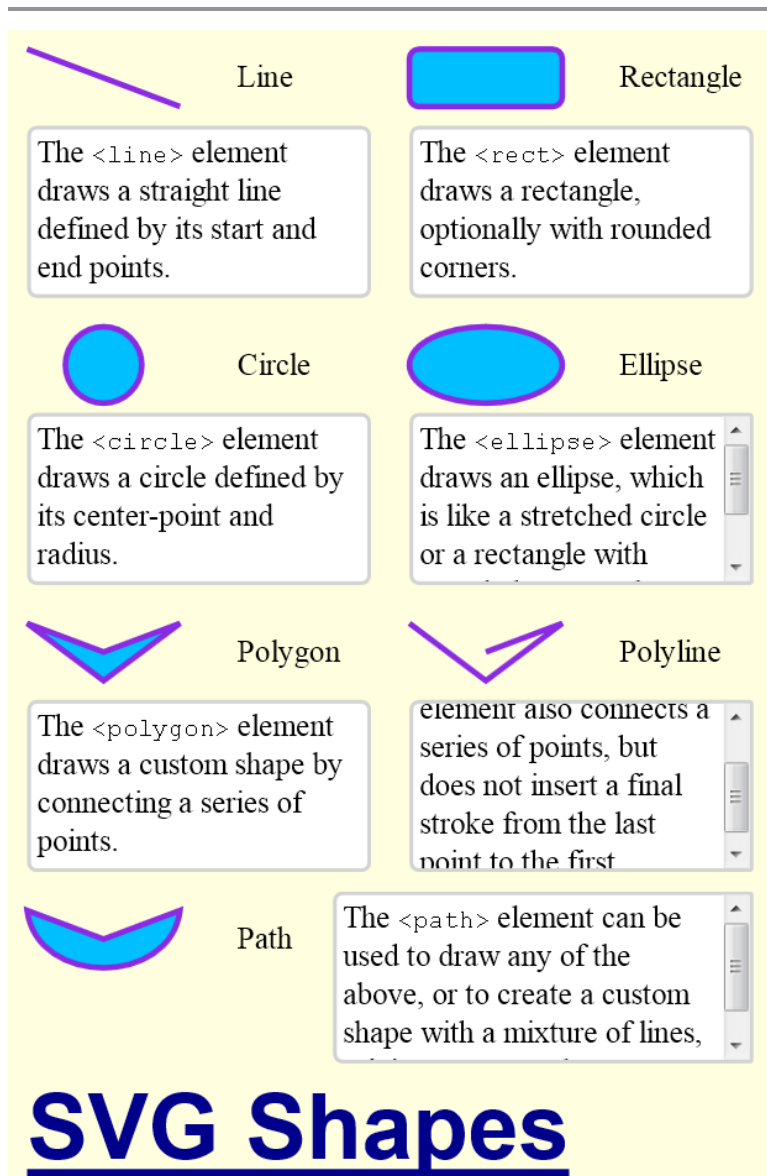 Line
Rectangle
The <line> element
draws a straight line
defined by its start and
end points.
The <rect> element
draws a rectangle,
optionally with rounded
corners.
Circle
Ellipse
The <circle> element
draws a circle defined by
its center-point and
radius.
The <ellipse> element
draws an ellipse, which
is like a stretched circle
or a rectangle with
Polygon
Polyline
The <polygon> element
draws a custom shape by
connecting a series of
points.
element also connects a
series of points, but
does not insert a final
stroke from the last
point to the first
Path
The <path> element can be
used to draw any of the
above, or to create a custom
shape with a mixture of lines,
SVG Shapes